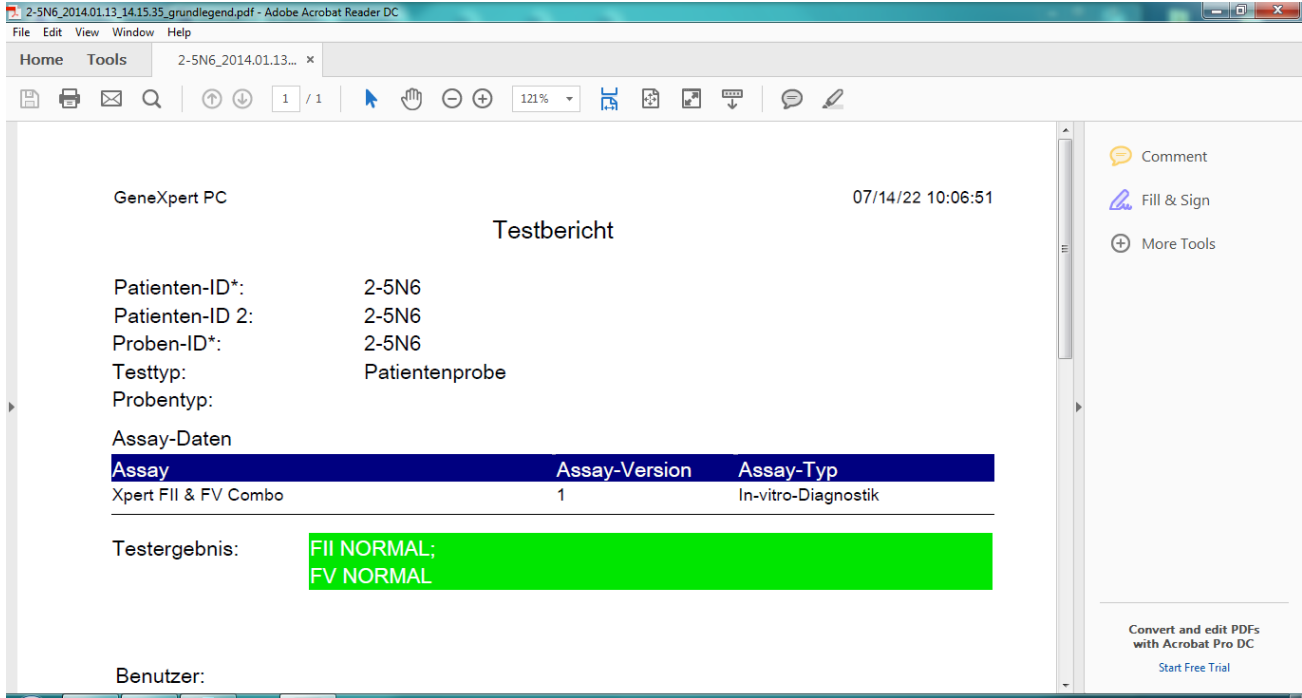 2-5N6_2014.01.13_14.15.35_grundlegend.pdf - Adobe Acrobat Reader DC
File Edit View Window Help
Home Tools 2-5N6_2014.01.13... ×
1 / 1 121%
GeneXpert PC 07/14/22 10:06:51
Testbericht
Patienten-ID*: 2-5N6
Patienten-ID 2: 2-5N6
Proben-ID*: 2-5N6
Testtyp: Patientenprobe
Probentyp:
Assay-Daten
Assay Assay-Version Assay-Typ
Xpert FII & FV Combo 1 In-vitro-Diagnostik
Testergebnis: FII NORMAL;
FV NORMAL
Benutzer:
Comment
Fill & Sign
More Tools
Convert and edit PDFs
with Acrobat Pro DC
Start Free Trial